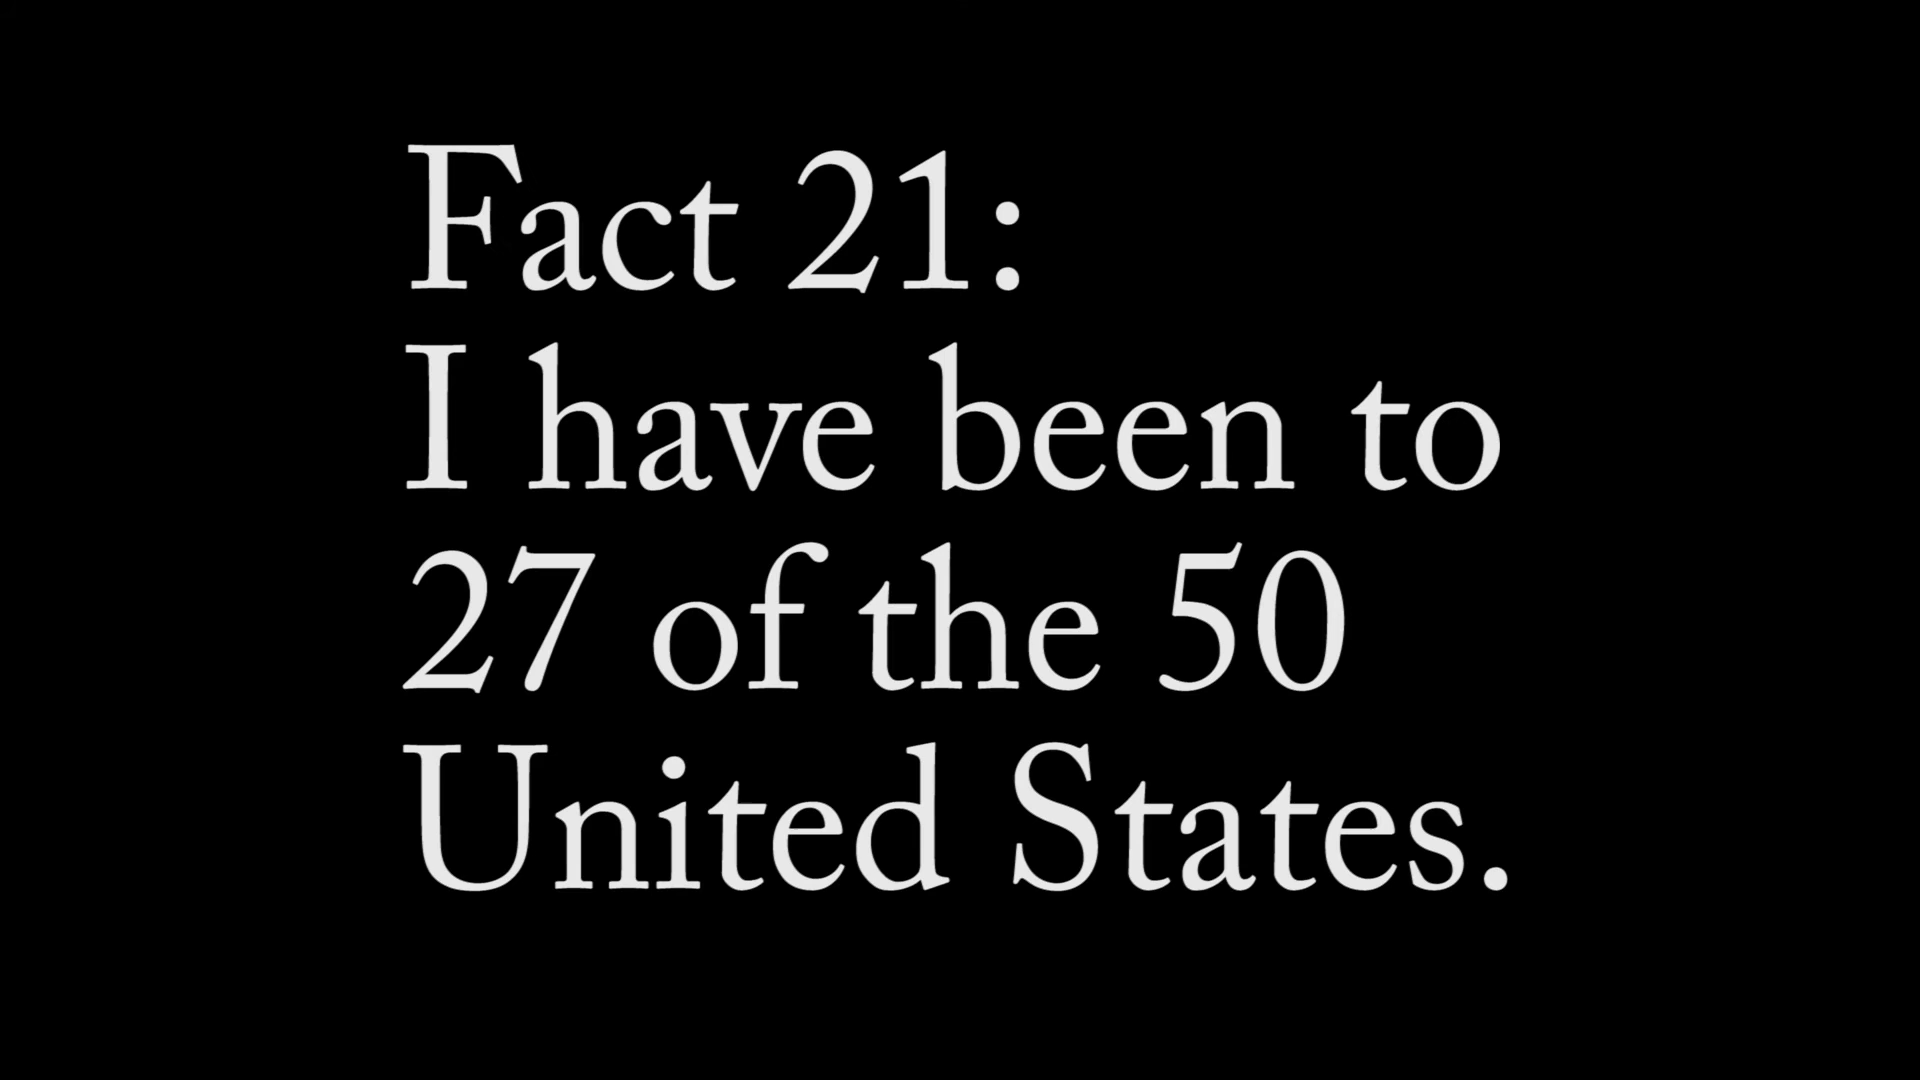 Fact 21:
I have been to
27 of the 50
United States.